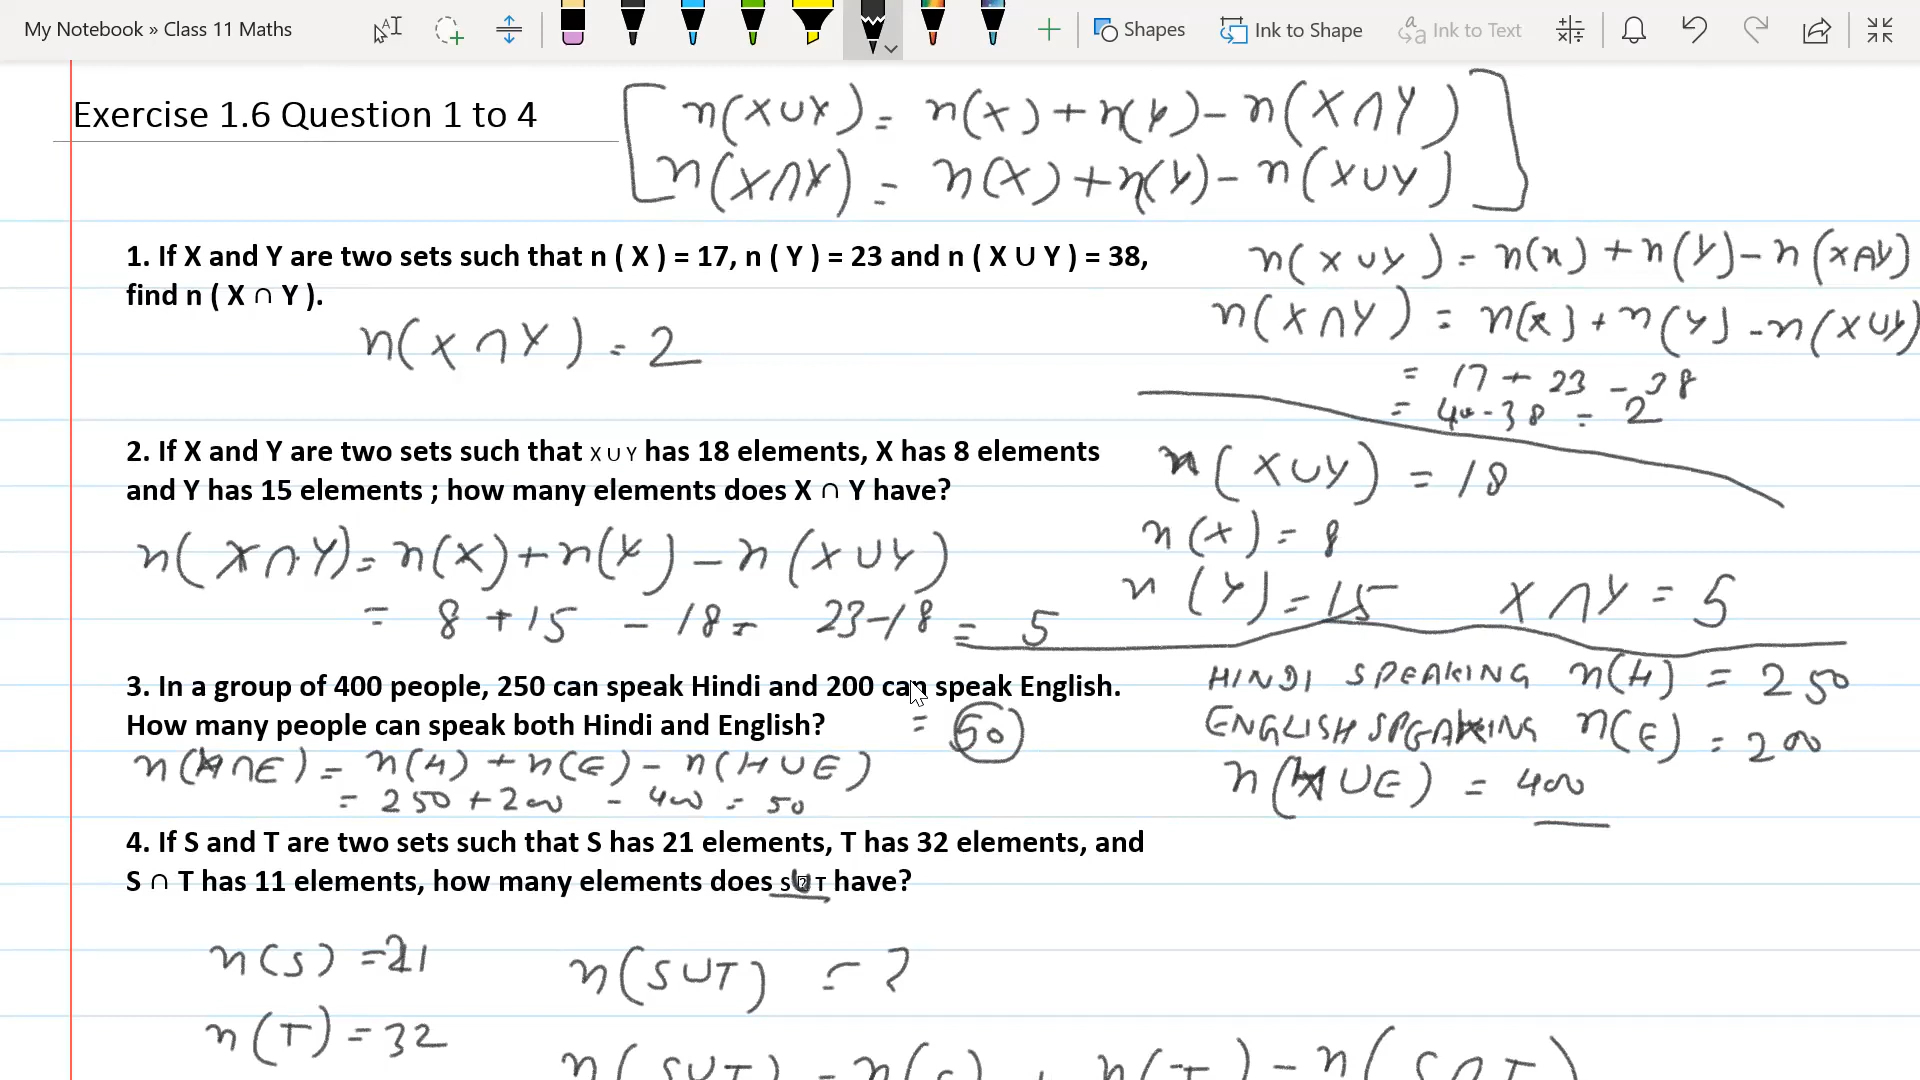 My Notebook » Class 11 Maths
Shapes
Ink to Shape
Ink to Text
Exercise 1.6 Question 1 to 4
n(X∪Y) = n(X)+n(Y)-n(X∩Y)
n(X∩Y) = n(X)+n(Y)-n(X∪Y)
1. If X and Y are two sets such that n ( X ) = 17, n ( Y ) = 23 and n ( X ∪ Y ) = 38,
find n ( X ∩ Y ).
n(X∩Y) = 2
n(X∪Y) = n(x)+n(Y)-n(X∩Y)
n(X∩Y) = n(x)+n(Y)-n(X∪Y)
= 17 + 23 - 38
= 40-38 = 2
2. If X and Y are two sets such that X ∪ Y has 18 elements, X has 8 elements
and Y has 15 elements ; how many elements does X ∩ Y have?
n(X∪Y) = 18
n(X) = 8
n(Y) = 15 X∩Y = 5
n(X∩Y) = n(X)+n(Y)-n(X∪Y)
= 8 + 15 - 18 = 23-18 = 5
3. In a group of 400 people, 250 can speak Hindi and 200 can speak English.
How many people can speak both Hindi and English?
= 50
HINDI SPEAKING n(H) = 250
ENGLISH SPEAKING n(E) = 200
n(H∪E) = 400
n(H∩E) = n(H)+n(E)-n(H∪E)
= 250 + 200 - 400 = 50
4. If S and T are two sets such that S has 21 elements, T has 32 elements, and
S ∩ T has 11 elements, how many elements does S∪T have?
n(S) = 21
n(S∪T) = ?
n(T) = 32
n(S∪T) = n(S) + n(T) - n(S∩T)